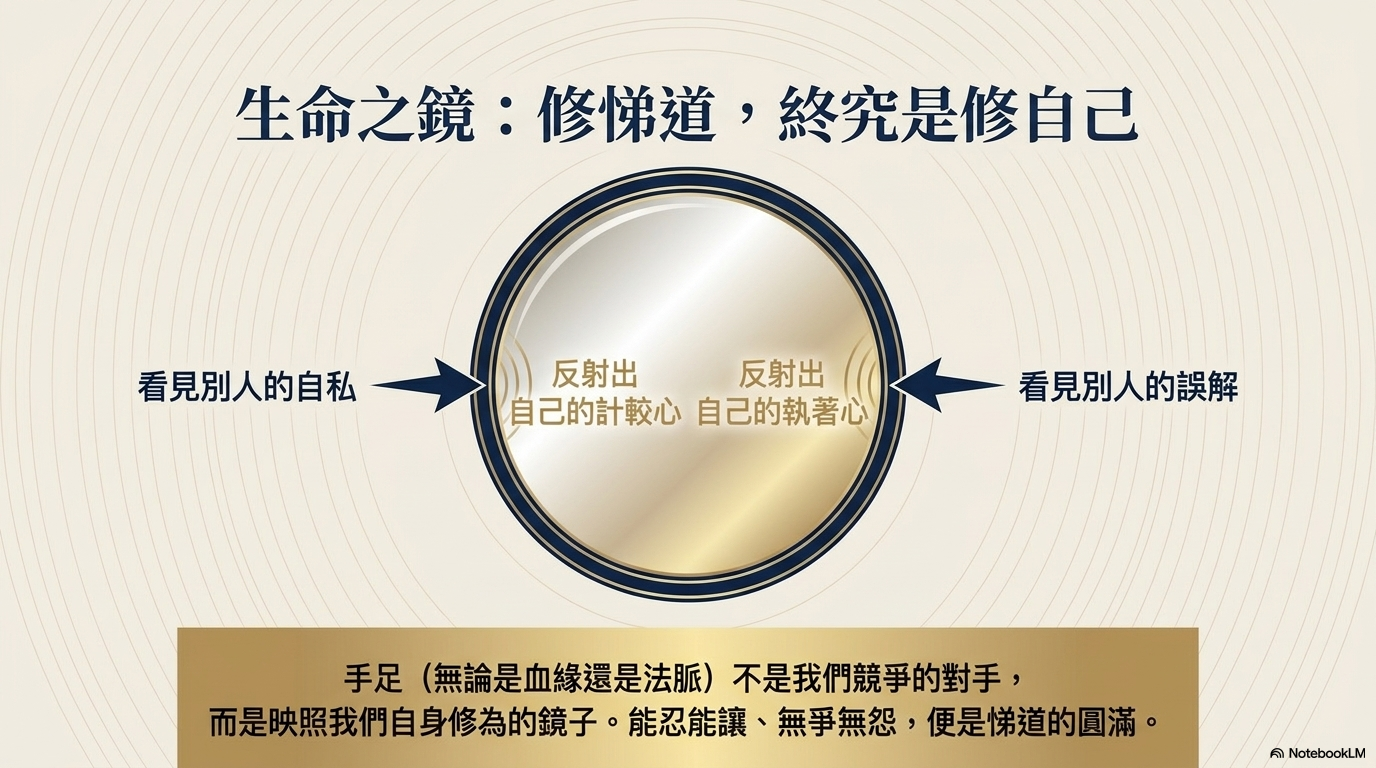 生命之鏡：修悌道，終究是修自己
看見別人的自私
反射出
自己的計較心
反射出
自己的執著心
看見別人的誤解
手足（無論是血緣還是法脈）不是我們競爭的對手，
而是映照我們自身修為的鏡子。能忍能讓、無爭無怨，便是悌道的圓滿。
NotebookLM